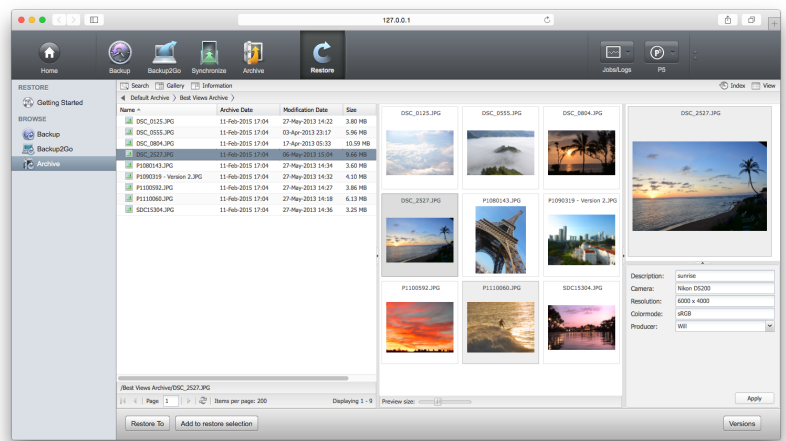 127.0.0.1
Home
Backup
Backup2Go
Synchronize
Archive
Restore
Jobs/Logs
P5
RESTORE
Getting Started
BROWSE
Backup
Backup2Go
Archive
Search Gallery Information
Index View
Default Archive Best Views Archive
Name Archive Date Modification Date Size
DSC_0125.JPG 11-Feb-2015 17:04 27-May-2013 14:22 3.80 MB
DSC_0555.JPG 11-Feb-2015 17:04 03-Apr-2013 23:17 5.96 MB
DSC_0804.JPG 11-Feb-2015 17:04 17-Apr-2013 05:33 10.59 MB
DSC_2527.JPG 11-Feb-2015 17:04 06-May-2013 15:04 9.66 MB
P1080143.JPG 11-Feb-2015 17:04 27-May-2013 14:34 3.60 MB
P1090319 - Version 2.JPG 11-Feb-2015 17:04 27-May-2013 14:32 4.10 MB
P1100592.JPG 11-Feb-2015 17:04 27-May-2013 14:27 3.86 MB
P1110060.JPG 11-Feb-2015 17:04 27-May-2013 14:18 6.13 MB
SDC15304.JPG 11-Feb-2015 17:04 27-May-2013 14:36 3.25 MB
/Best Views Archive/DSC_2527.JPG
Page 1 Items per page: 200 Displaying 1 - 9
DSC_0125.JPG DSC_0555.JPG DSC_0804.JPG
DSC_2527.JPG P1080143.JPG P1090319 - Version 2.JPG
P1100592.JPG P1110060.JPG SDC15304.JPG
Preview size:
DSC_2527.JPG
Description: sunrise
Camera: Nikon D5200
Resolution: 6000 x 4000
Colormode: sRGB
Producer: Will
Apply
Restore To Add to restore selection Versions